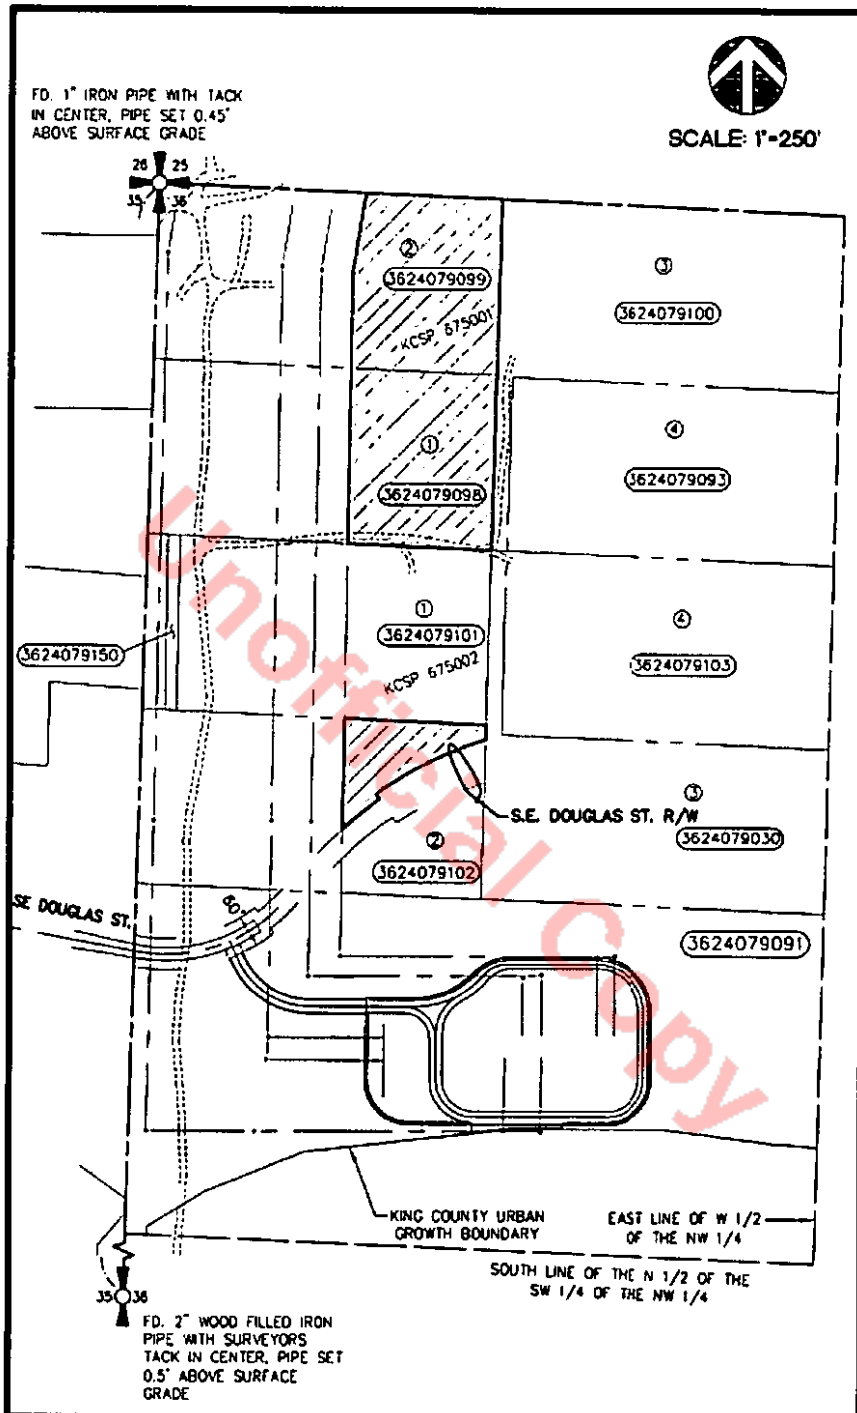 FD. 1" IRON PIPE WITH TACK
IN CENTER, PIPE SET 0.45'
ABOVE SURFACE GRADE
SCALE: 1"=250'
26 25
35 36
②
3624079099
KCSP 675001
③
3624079100
①
3624079098
④
3624079093
①
3624079101
KCSP 675002
3624079150
④
3624079103
S.E. DOUGLAS ST. R/W
③
3624079030
②
3624079102
SE DOUGLAS ST.
60'
3624079091
KING COUNTY URBAN
GROWTH BOUNDARY
EAST LINE OF W 1/2
OF THE NW 1/4
SOUTH LINE OF THE N 1/2 OF THE
SW 1/4 OF THE NW 1/4
35 36
FD. 2" WOOD FILLED IRON
PIPE WITH SURVEYORS
TACK IN CENTER, PIPE SET
0.5' ABOVE SURFACE
GRADE
Unofficial Copy